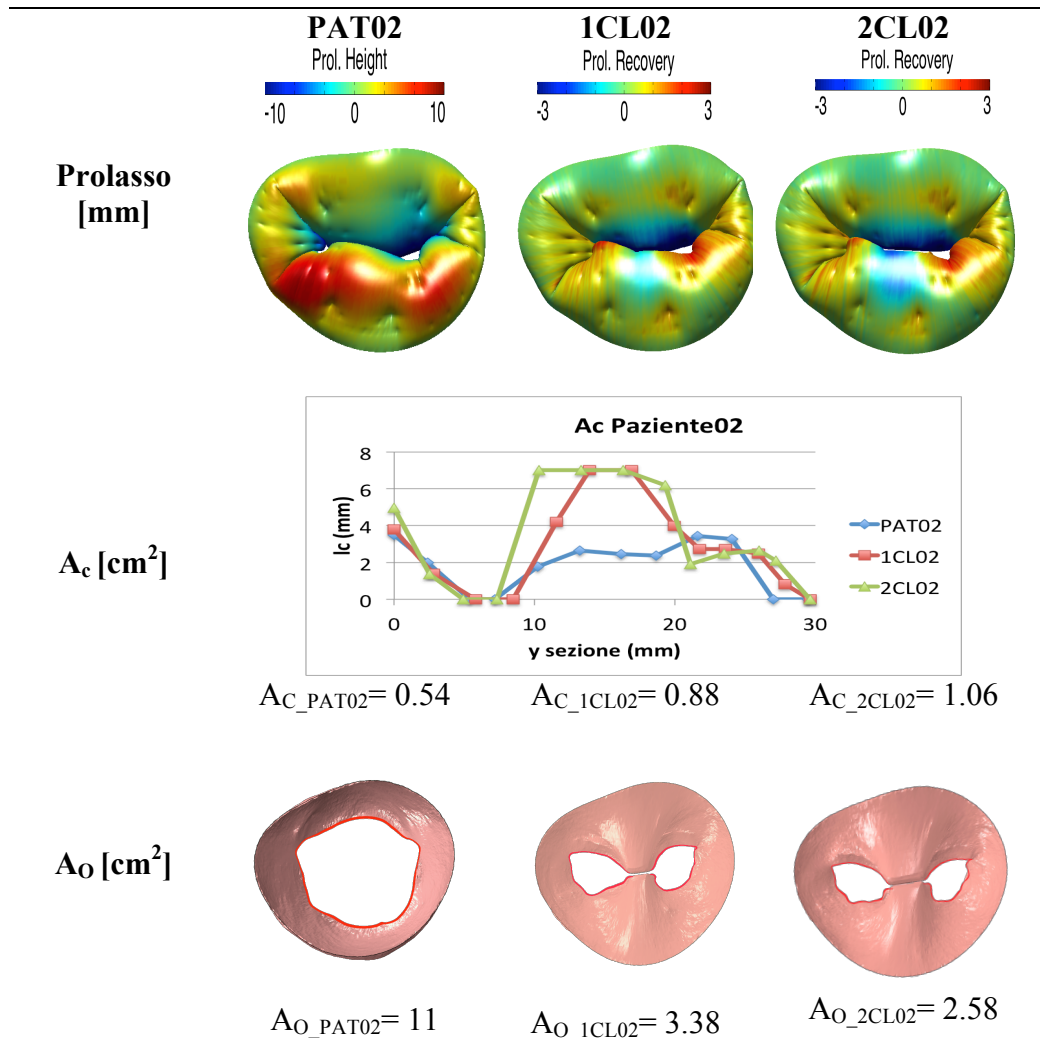 PAT02 1CL02 2CL02
Prol. Height Prol. Recovery Prol. Recovery
-10 0 10 -3 0 3 -3 0 3
Prolasso
[mm]
Ac Paziente02
lc (mm)
8
6
4
2
0
0 10 20 30
y sezione (mm)
PAT02
1CL02
2CL02
Ac [cm²]
AC_PAT02= 0.54 AC_1CL02= 0.88 AC_2CL02= 1.06
AO [cm²]
AO_PAT02= 11 AO_1CL02= 3.38 AO_2CL02= 2.58